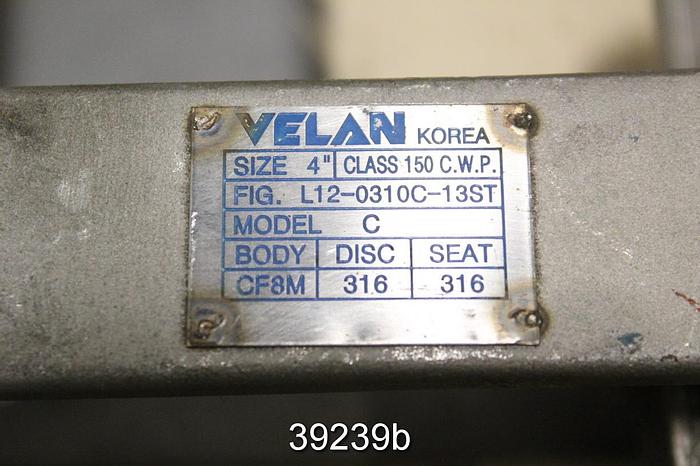 VELAN KOREA
SIZE 4" CLASS 150 C.W.P.
FIG. L12-0310C-13ST
MODEL C
BODY DISC SEAT
CF8M 316 316
39239b